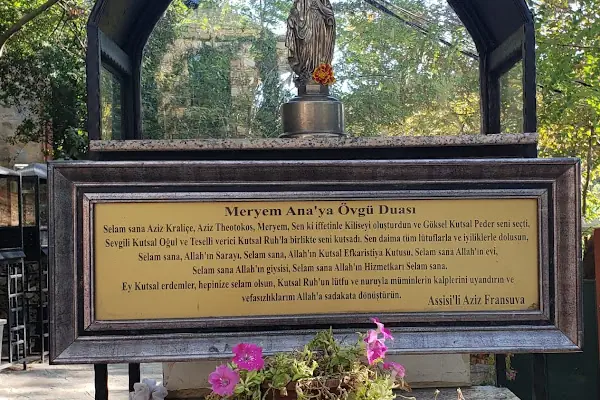 Meryem Ana'ya Övgü Duası
Selam sana Aziz Kraliçe, Aziz Theotokos, Meryem, Sen ki iffetinle Kiliseyi oluşturdun ve Göksel Kutsal Peder seni seçti.
Sevgili Kutsal Oğul ve Teselli verici Kutsal Ruh'la birlikte seni kutsadı. Sen daima tüm lütuflarla ve iyiliklerle dolusun,
Selam sana, Allah'ın Sarayı, Selam sana, Allah'ın Kutsal Efkaristiya Kutusu, Selam sana Allah'ın evi,
Selam sana Allah'ın giysisi, Selam sana Allah'ın Hizmetkarı Selam sana.
Ey Kutsal erdemler, hepinize selam olsun, Kutsal Ruh'un lütfu ve nuruyla müminlerin kalplerini uyandırın ve
vefasızlıklarını Allah'a sadakata dönüştürün.
Assisi'li Aziz Fransuva